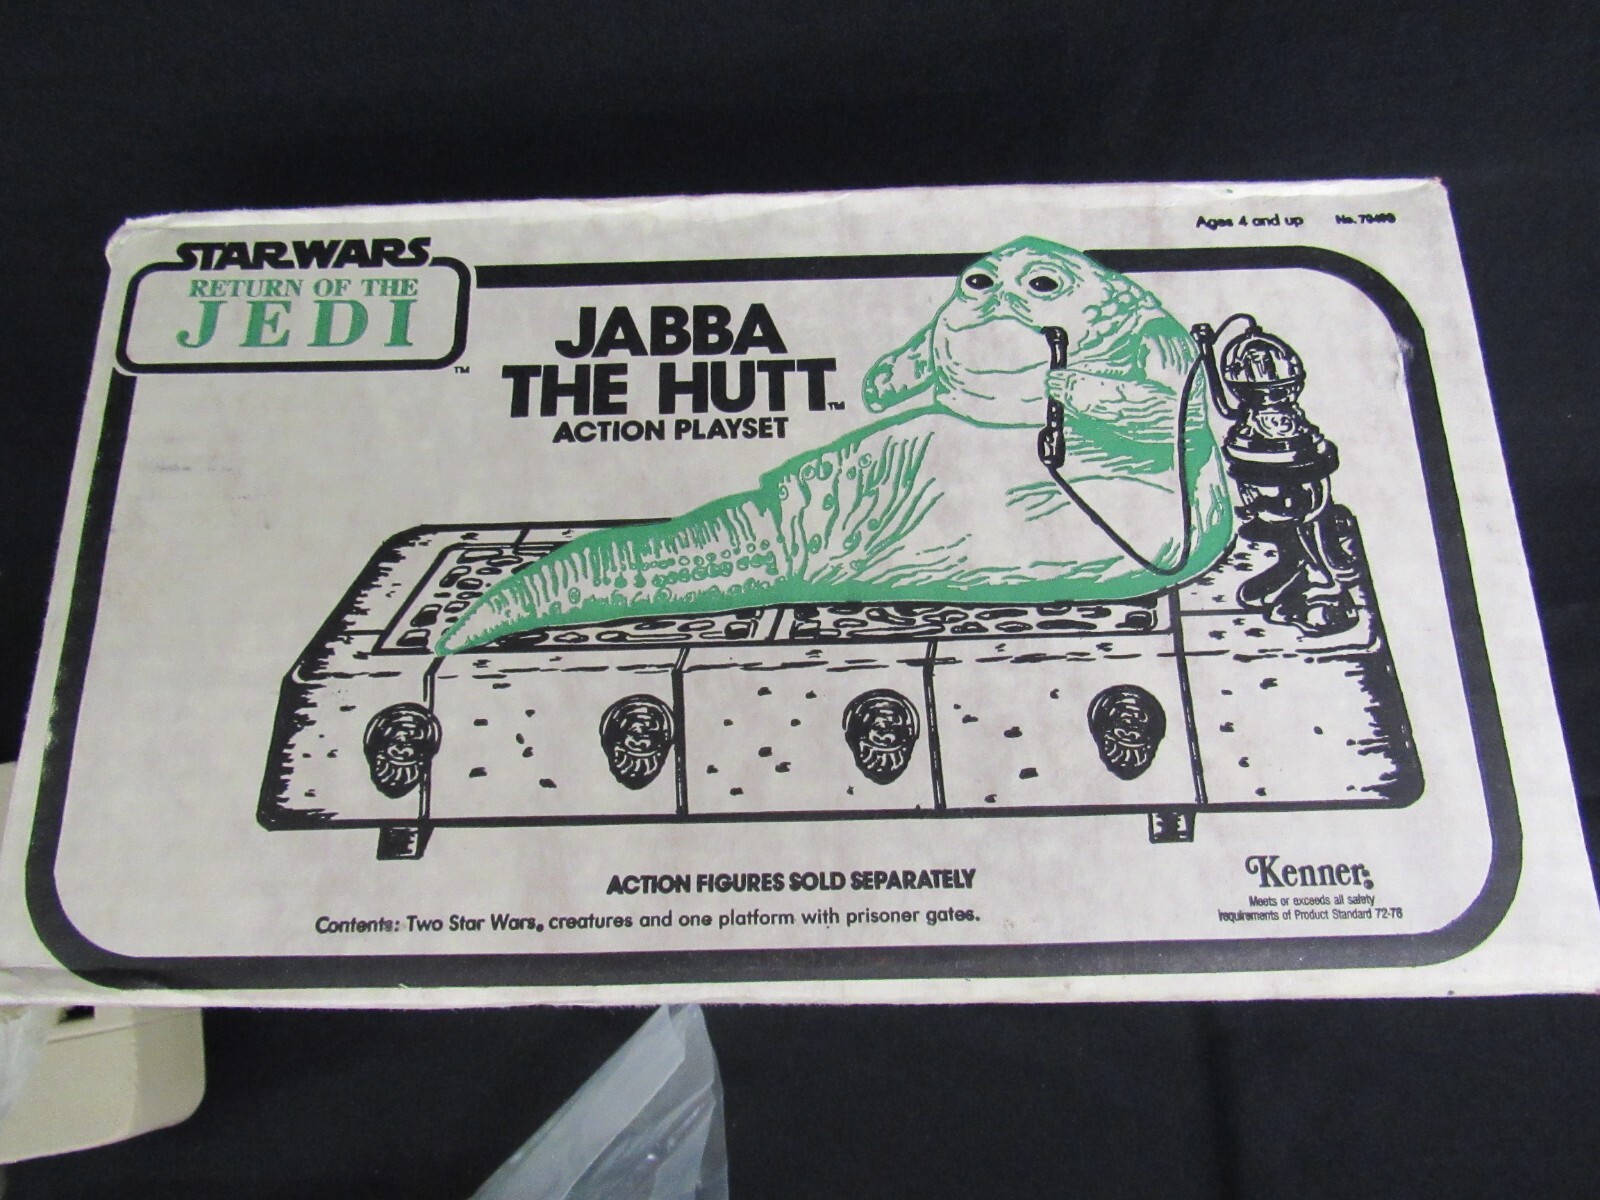 Ages 4 and up
STAR WARS
RETURN OF THE
JEDI
TM
JABBA
THE HUTT TM
ACTION PLAYSET
ACTION FIGURES SOLD SEPARATELY
Contents: Two Star Wars® creatures and one platform with prisoner gates.
Kenner®
Meets or exceeds all safety
requirements of Product Standard 72-76